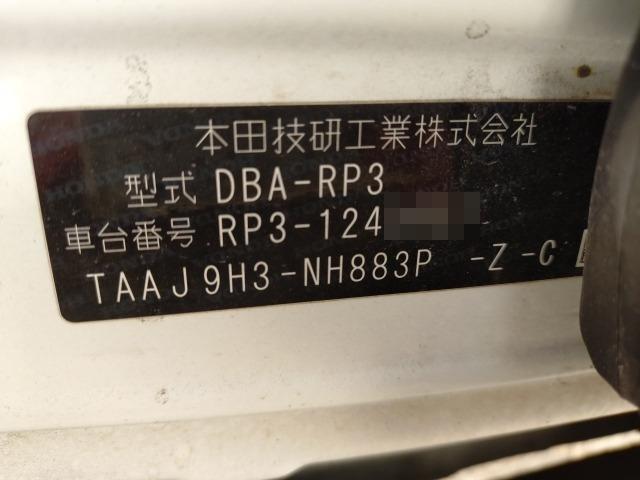 本田技研工業株式会社
型式 DBA-RP3
車台番号 RP3-124
TAAJ9H3-NH883P -Z-C